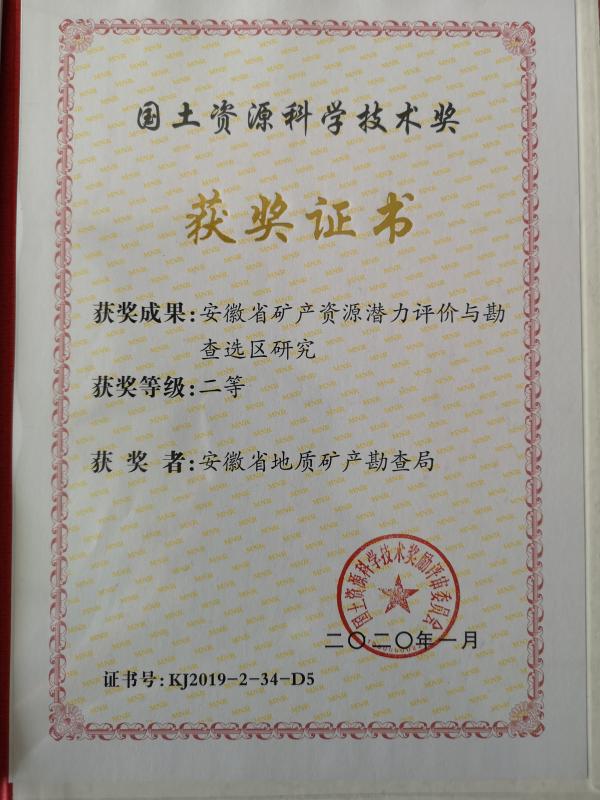 国土资源科学技术奖
获奖证书
获奖成果:安徽省矿产资源潜力评价与勘
查选区研究
获奖等级:二等
获奖者:安徽省地质矿产勘查局
国土资源科学技术奖励评审委员会
二〇二〇年一月
证书号:KJ2019-2-34-D5